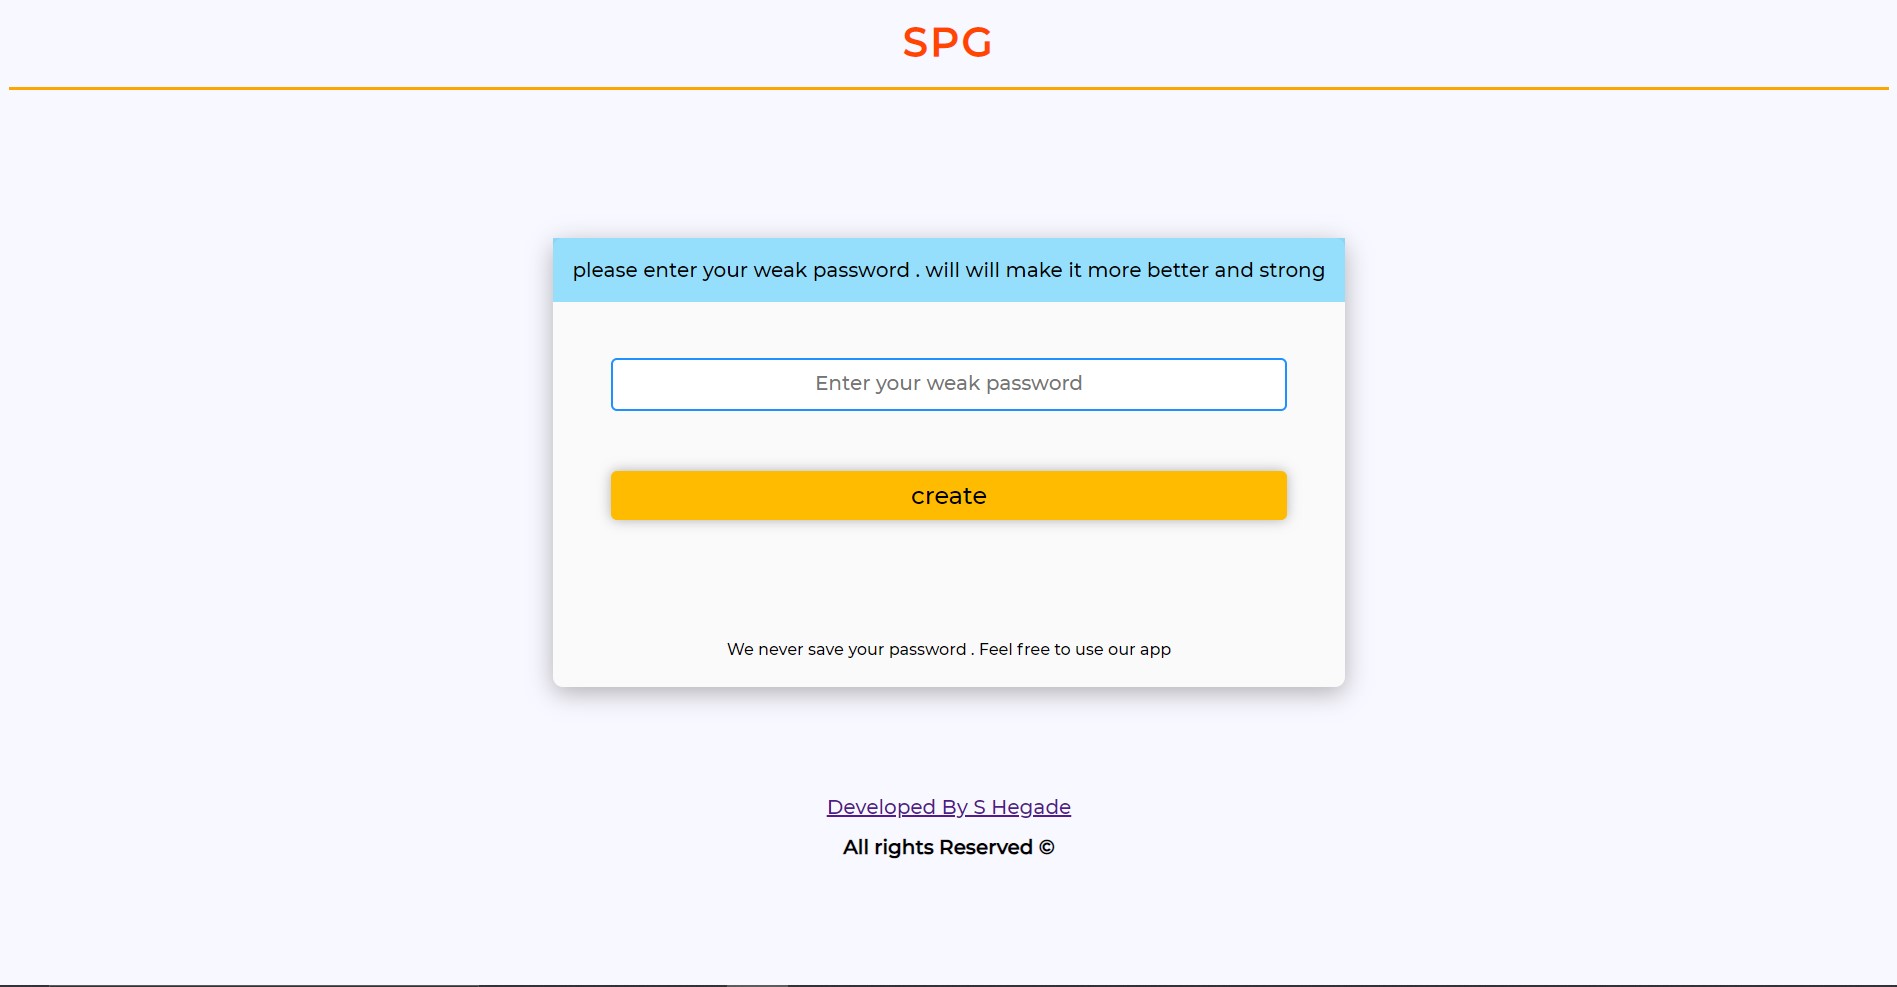 SPG
please enter your weak password . will will make it more better and strong
Enter your weak password
create
We never save your password . Feel free to use our app
Developed By S Hegade
All rights Reserved ©